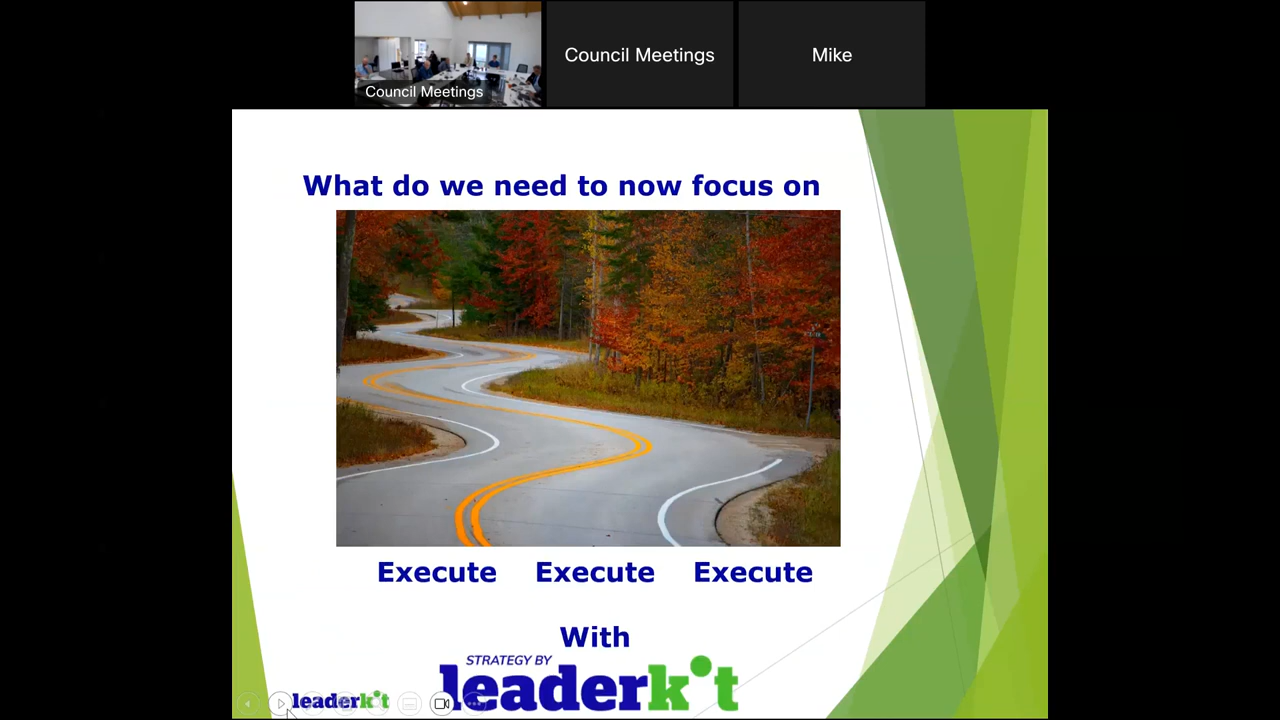 Council Meetings
Council Meetings
Mike
What do we need to now focus on
Execute Execute Execute
With
STRATEGY BY
leaderkit
leaderkit